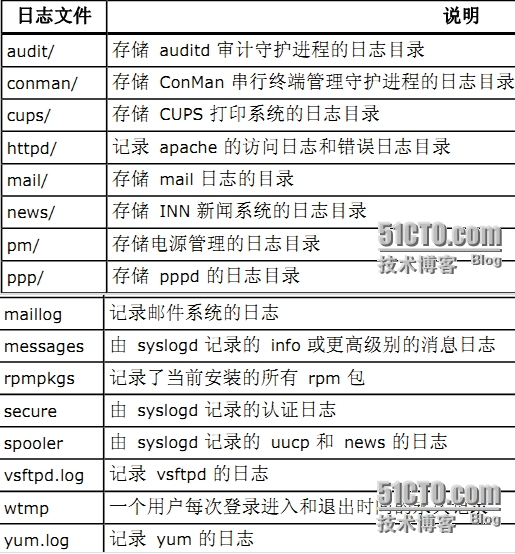 日志文件 说明
audit/ 存储 auditd 审计守护进程的日志目录
conman/ 存储 ConMan 串行终端管理守护进程的日志目录
cups/ 存储 CUPS 打印系统的日志目录
httpd/ 记录 apache 的访问日志和错误日志目录
mail/ 存储 mail 日志的目录
news/ 存储 INN 新闻系统的日志目录
pm/ 存储电源管理的日志目录
ppp/ 存储 pppd 的日志目录
51CTO.com
技术博客 Blog
maillog 记录邮件系统的日志
messages 由 syslogd 记录的 info 或更高级别的消息日志
rpmpkgs 记录了当前安装的所有 rpm 包
secure 由 syslogd 记录的认证日志
spooler 由 syslogd 记录的 uucp 和 news 的日志
vsftpd.log 记录 vsftpd 的日志
wtmp 一个用户每次登录进入和退出时间的
51CTO.com
技术博客 Blog
yum.log 记录 yum 的日志